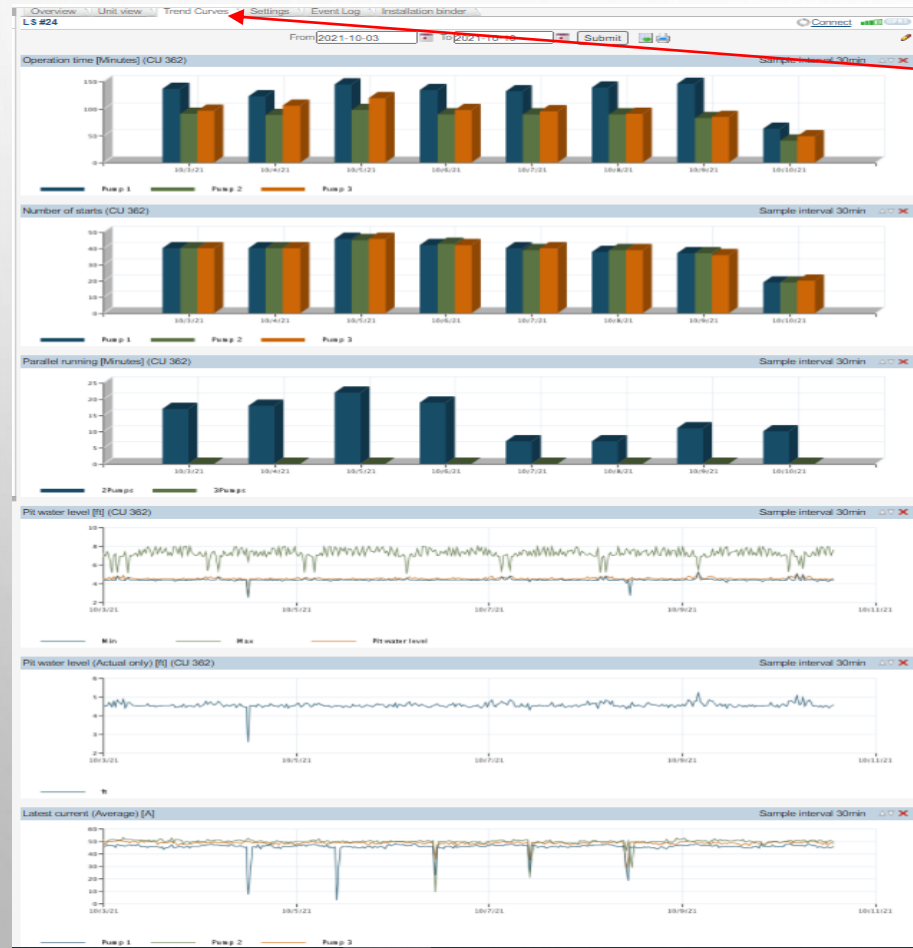 Overview Unit view Trend Curves Settings Event Log Installation binder
LS #24 Connect
From 2021-10-03 To 2021-10-10 Submit
Operation time [Minutes] (CU 362) Sample interval 30min
150
100
50
0
10/3/21 10/4/21 10/5/21 10/6/21 10/7/21 10/8/21 10/9/21 10/10/21
Pump 1 Pump 2 Pump 3
Number of starts (CU 362) Sample interval 30min
50
40
30
20
10
0
10/3/21 10/4/21 10/5/21 10/6/21 10/7/21 10/8/21 10/9/21 10/10/21
Pump 1 Pump 2 Pump 3
Parallel running [Minutes] (CU 362) Sample interval 30min
25
20
15
10
5
0
10/3/21 10/4/21 10/5/21 10/6/21 10/7/21 10/8/21 10/9/21 10/10/21
2Pumps 3Pumps
Pit water level [ft] (CU 362) Sample interval 30min
10
8
6
4
2
10/3/21 10/5/21 10/7/21 10/9/21 10/11/21
Min Max Pit water level
Pit water level (Actual only) [ft] (CU 362) Sample interval 30min
6
5
4
3
2
10/3/21 10/5/21 10/7/21 10/9/21 10/11/21
ft
Latest current (Average) [A] Sample interval 30min
60
50
40
30
20
10
0
10/3/21 10/5/21 10/7/21 10/9/21 10/11/21
Pump 1 Pump 2 Pump 3